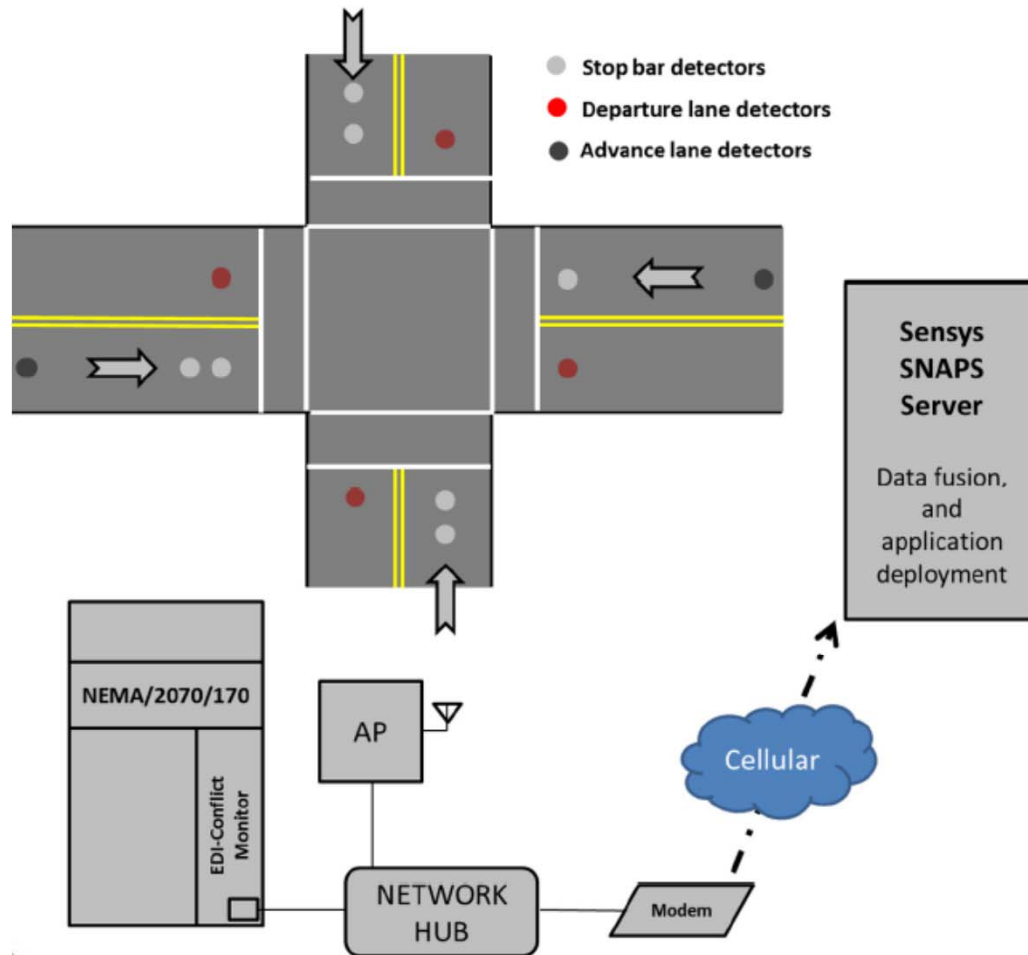 Stop bar detectors
Departure lane detectors
Advance lane detectors
Sensys
SNAPS
Server
Data fusion,
and
application
deployment
NEMA/2070/170
EDI-Conflict
Monitor
AP
Cellular
NETWORK
HUB
Modem